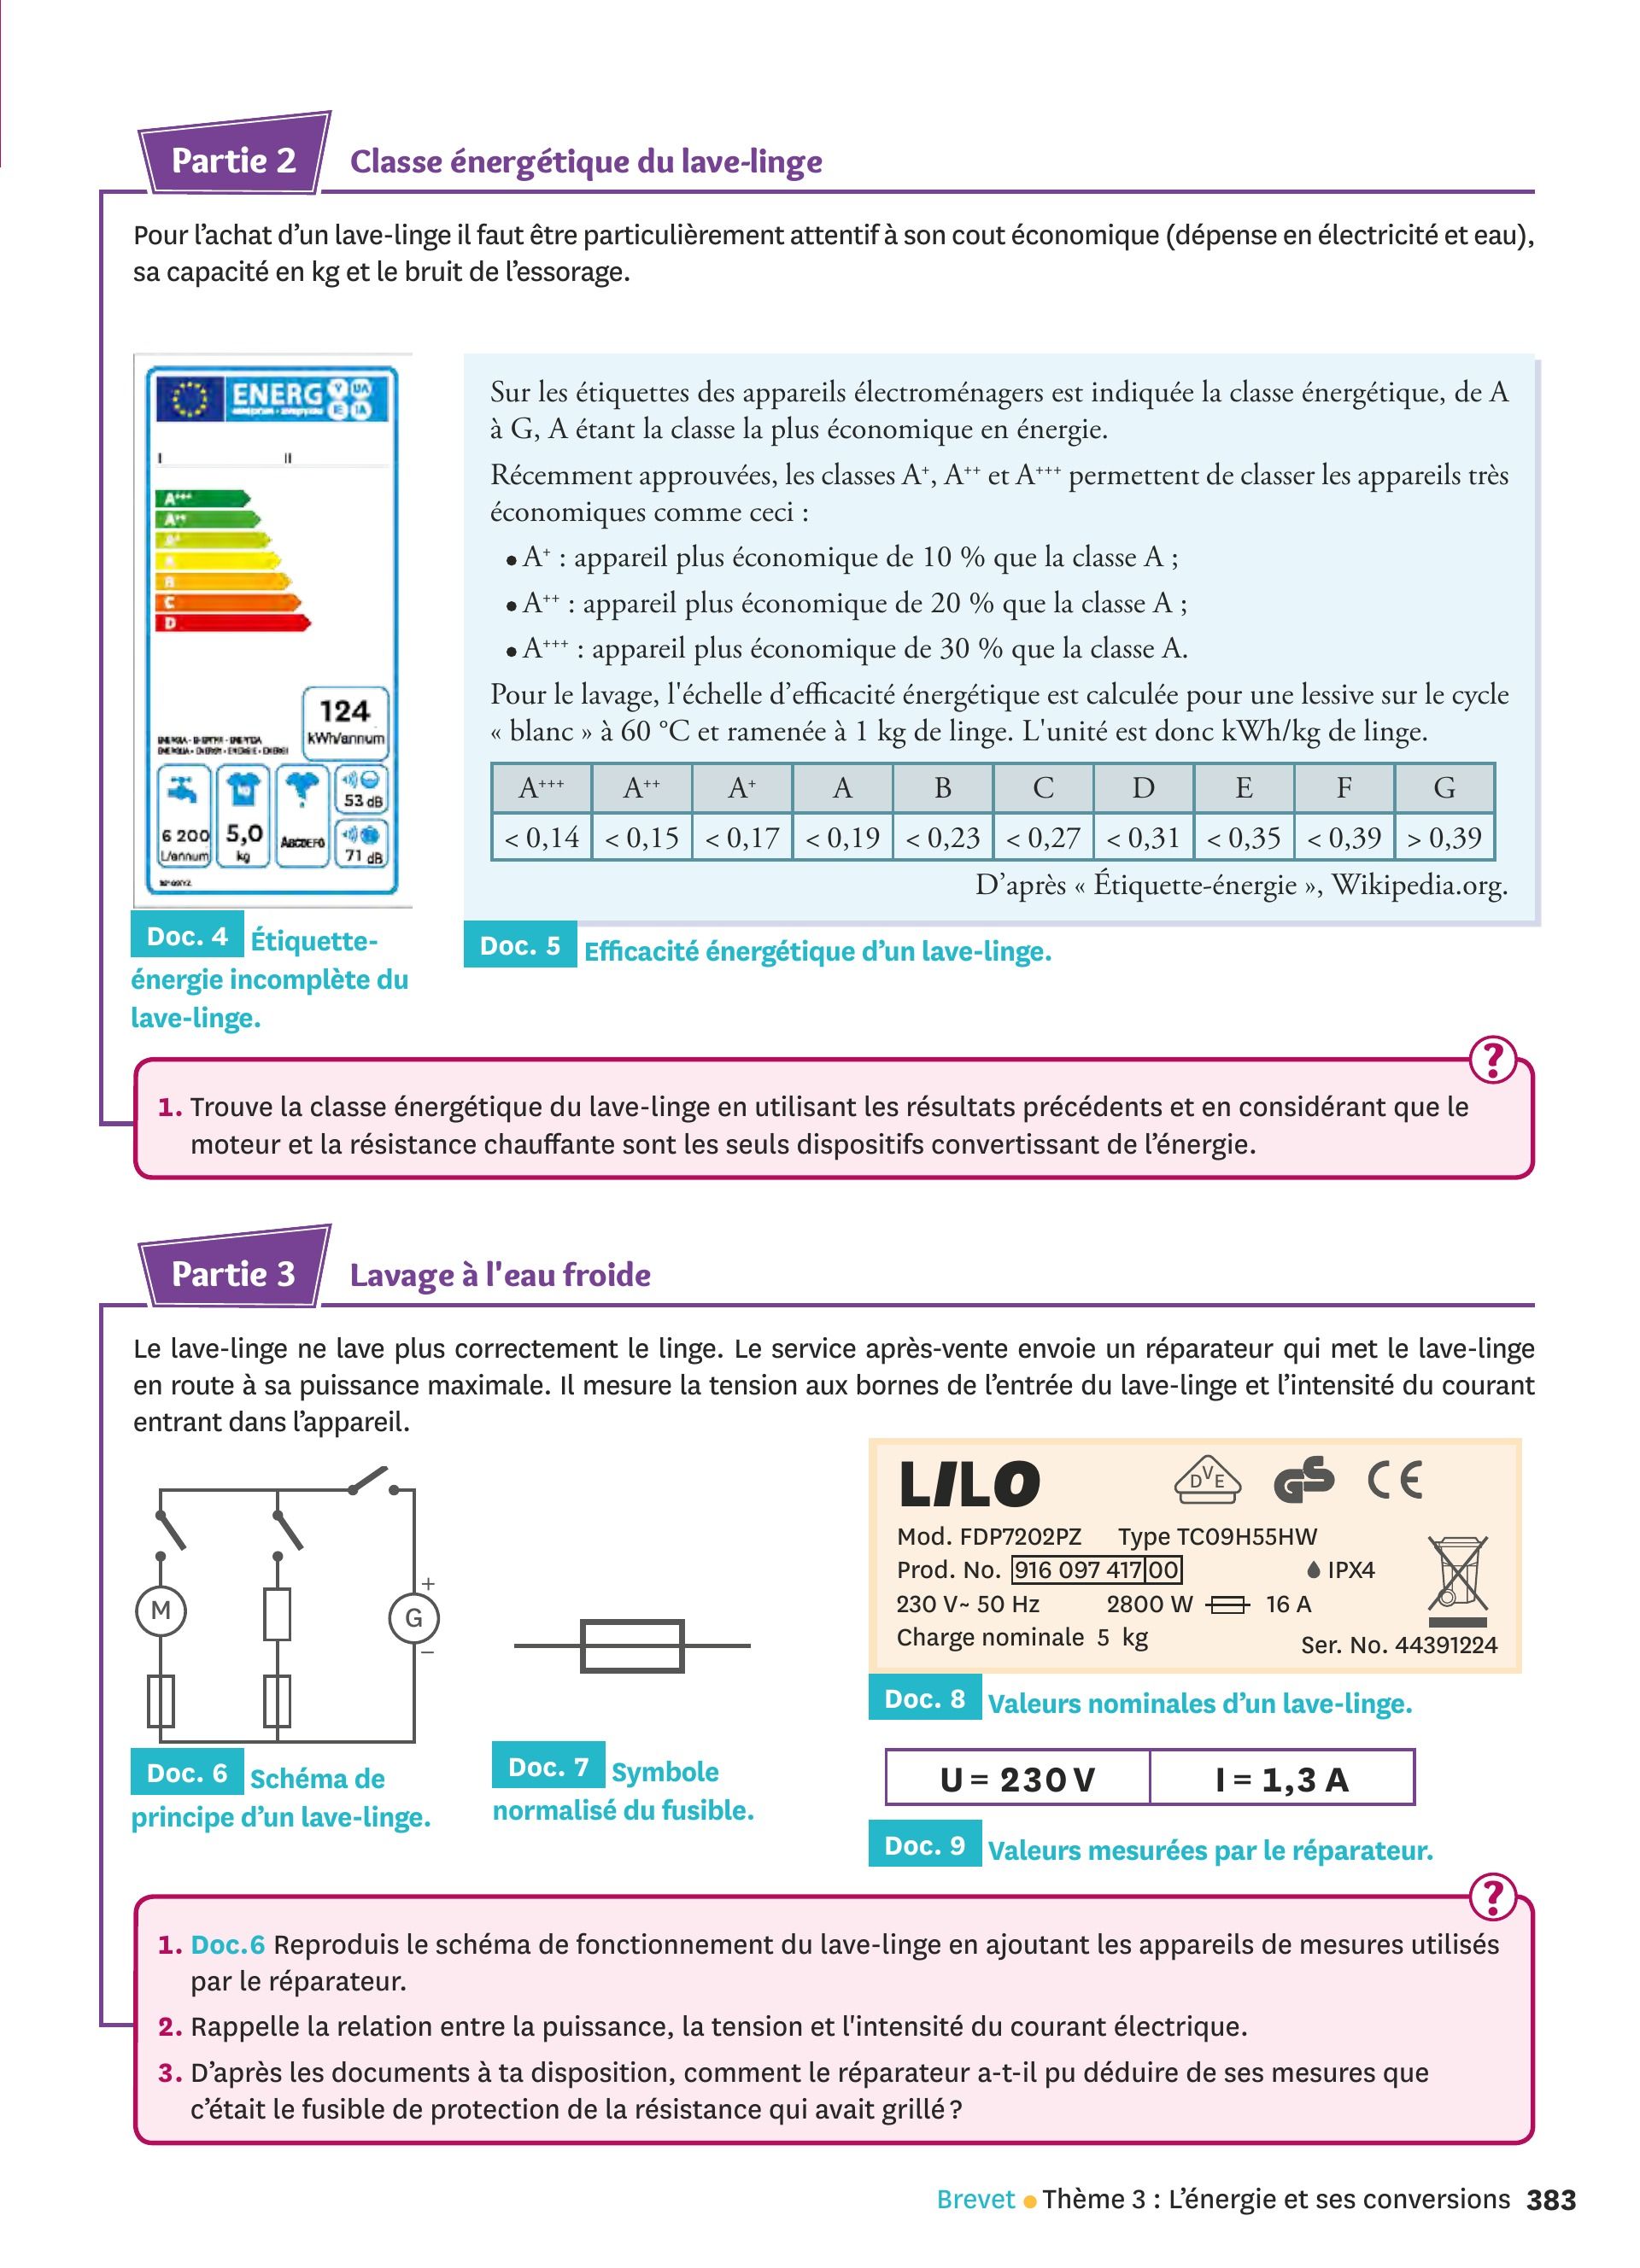 Partie 2
Classe énergétique du lave-linge
Pour l'achat d'un lave-linge il faut être particulièrement attentif à son cout économique (dépense en électricité et eau),
sa capacité en kg et le bruit de l'essorage.
ENERG
Y
UA
IE
IA
I
II
A+++
A++
A+
A
B
C
D
124
kWh/annum
6 200
L/annum
5,0
kg
ABCDEFG
53 dB
71 dB
Doc. 4 Étiquette-
énergie incomplète du
lave-linge.
Sur les étiquettes des appareils électroménagers est indiquée la classe énergétique, de A
à G, A étant la classe la plus économique en énergie.
Récemment approuvées, les classes A⁺, A⁺⁺ et A⁺⁺⁺ permettent de classer les appareils très
économiques comme ceci :
• A⁺ : appareil plus économique de 10 % que la classe A ;
• A⁺⁺ : appareil plus économique de 20 % que la classe A ;
• A⁺⁺⁺ : appareil plus économique de 30 % que la classe A.
Pour le lavage, l'échelle d'efficacité énergétique est calculée pour une lessive sur le cycle
« blanc » à 60 °C et ramenée à 1 kg de linge. L'unité est donc kWh/kg de linge.
A⁺⁺⁺ A⁺⁺ A⁺ A B C D E F G
< 0,14 < 0,15 < 0,17 < 0,19 < 0,23 < 0,27 < 0,31 < 0,35 < 0,39 > 0,39
D'après « Étiquette-énergie », Wikipedia.org.
Doc. 5 Efficacité énergétique d'un lave-linge.
?
1. Trouve la classe énergétique du lave-linge en utilisant les résultats précédents et en considérant que le
moteur et la résistance chauffante sont les seuls dispositifs convertissant de l'énergie.
Partie 3
Lavage à l'eau froide
Le lave-linge ne lave plus correctement le linge. Le service après-vente envoie un réparateur qui met le lave-linge
en route à sa puissance maximale. Il mesure la tension aux bornes de l'entrée du lave-linge et l'intensité du courant
entrant dans l'appareil.
M
+
G
−
Doc. 6 Schéma de
principe d'un lave-linge.
Doc. 7 Symbole
normalisé du fusible.
LILO
DVE
GS
CE
Mod. FDP7202PZ Type TC09H55HW
Prod. No. 916 097 417 00 IPX4
230 V~ 50 Hz 2800 W 16 A
Charge nominale 5 kg
Ser. No. 44391224
Doc. 8 Valeurs nominales d'un lave-linge.
U = 230 V I = 1,3 A
Doc. 9 Valeurs mesurées par le réparateur.
?
1. Doc.6 Reproduis le schéma de fonctionnement du lave-linge en ajoutant les appareils de mesures utilisés
par le réparateur.
2. Rappelle la relation entre la puissance, la tension et l'intensité du courant électrique.
3. D'après les documents à ta disposition, comment le réparateur a-t-il pu déduire de ses mesures que
c'était le fusible de protection de la résistance qui avait grillé ?
Brevet • Thème 3 : L'énergie et ses conversions 383